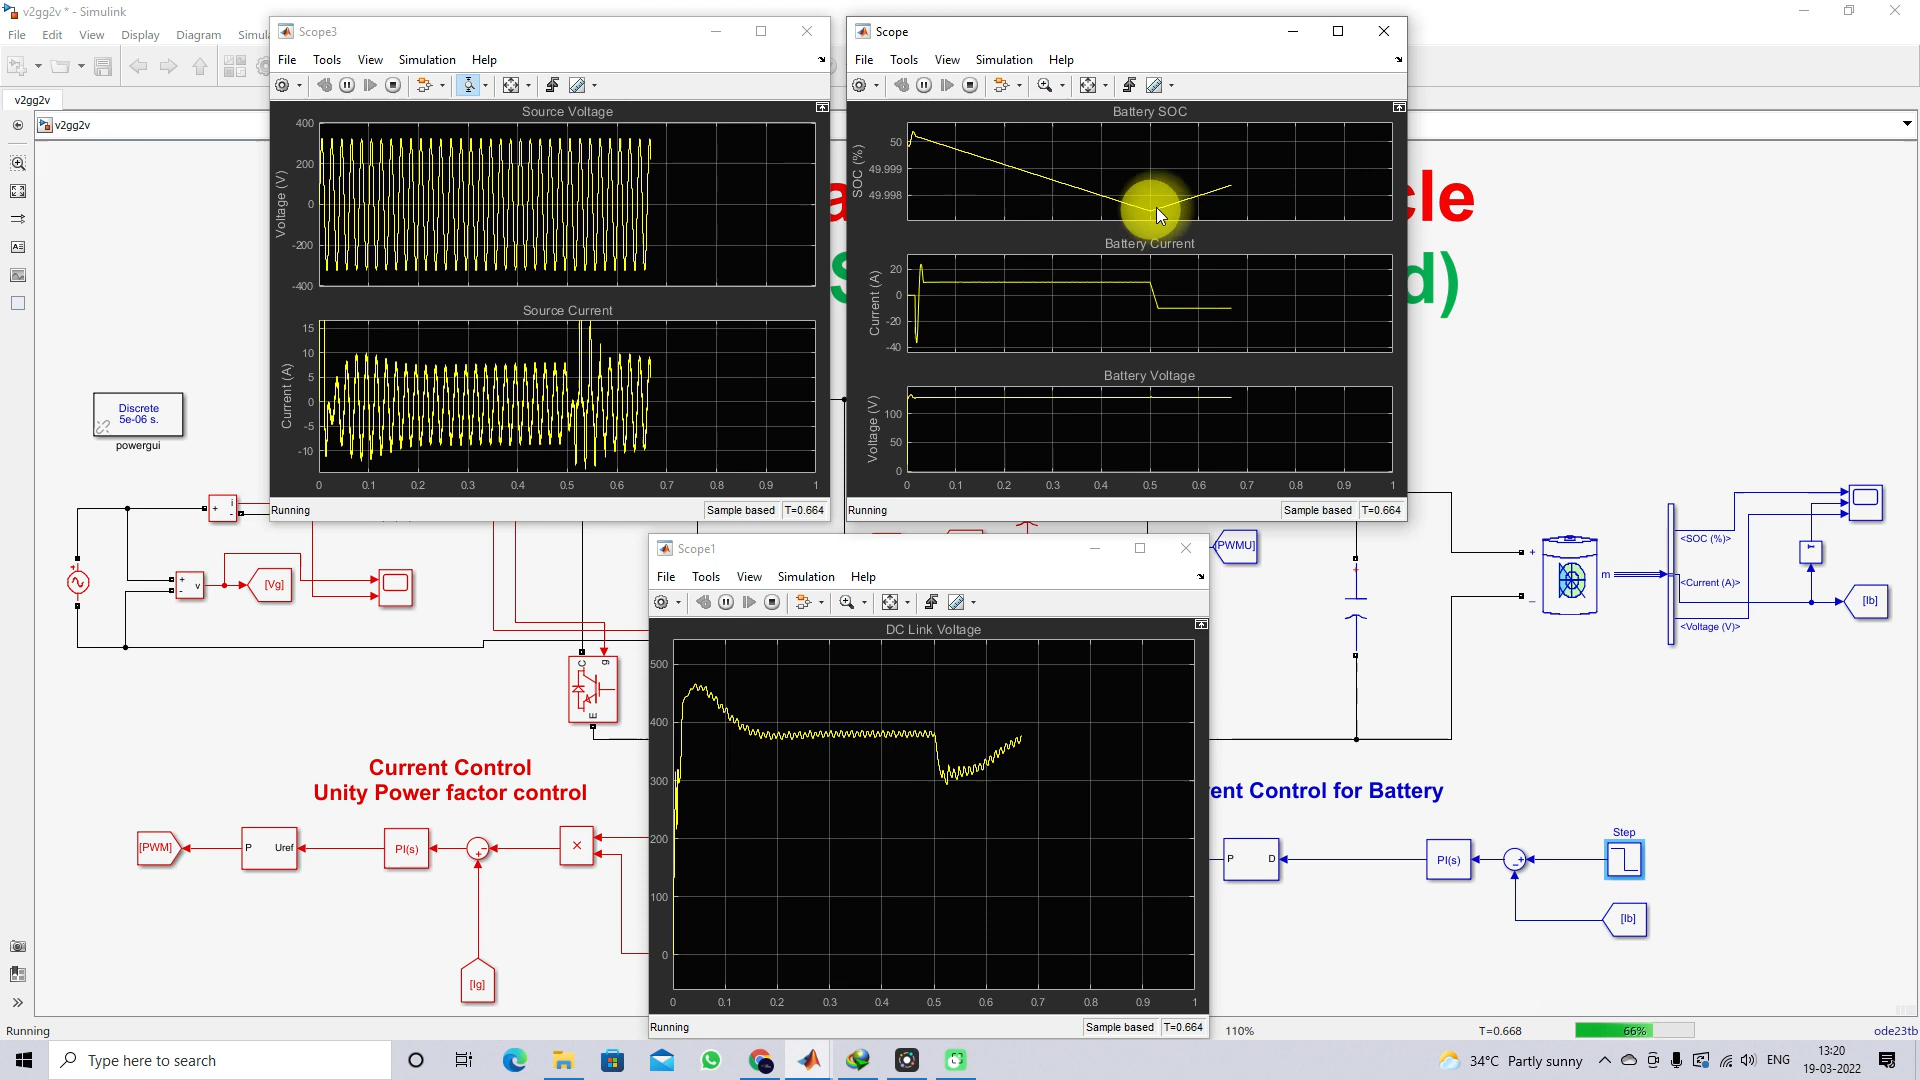 v2gg2v * - Simulink
File Edit View Display Diagram
v2gg2v
v2gg2v
cle
d)
Scope3
File Tools View Simulation Help
Source Voltage
400
200
0
-200
-400
Voltage (V)
Source Current
15
10
5
0
-5
-10
Current (A)
0 0.1 0.2 0.3 0.4 0.5 0.6 0.7 0.8 0.9 1
Running Sample based T=0.664
Scope
File Tools View Simulation Help
Battery SOC
50
49.999
49.998
SOC (%)
Battery Current
20
0
-20
-40
Current (A)
Battery Voltage
100
50
0
Voltage (V)
0 0.1 0.2 0.3 0.4 0.5 0.6 0.7 0.8 0.9 1
Running Sample based T=0.664
Discrete
5e-06 s.
powergui
+ i
-
+ v
-
[Vg]
C g
E
[PWMU]
+
m
<SOC (%)>
<Current (A)>
<Voltage (V)>
[Ib]
Scope1
File Tools View Simulation Help
DC Link Voltage
500
400
300
200
100
0
0 0.1 0.2 0.3 0.4 0.5 0.6 0.7 0.8 0.9 1
Running Sample based T=0.664
Current Control
Unity Power factor control
[PWM]
P Uref
PI(s)
×
[Ig]
ent Control for Battery
P D
PI(s)
Step
[Ib]
Running 110% T=0.668 66% ode23tb
Type here to search
34°C Partly sunny
ENG
13:20
19-03-2022